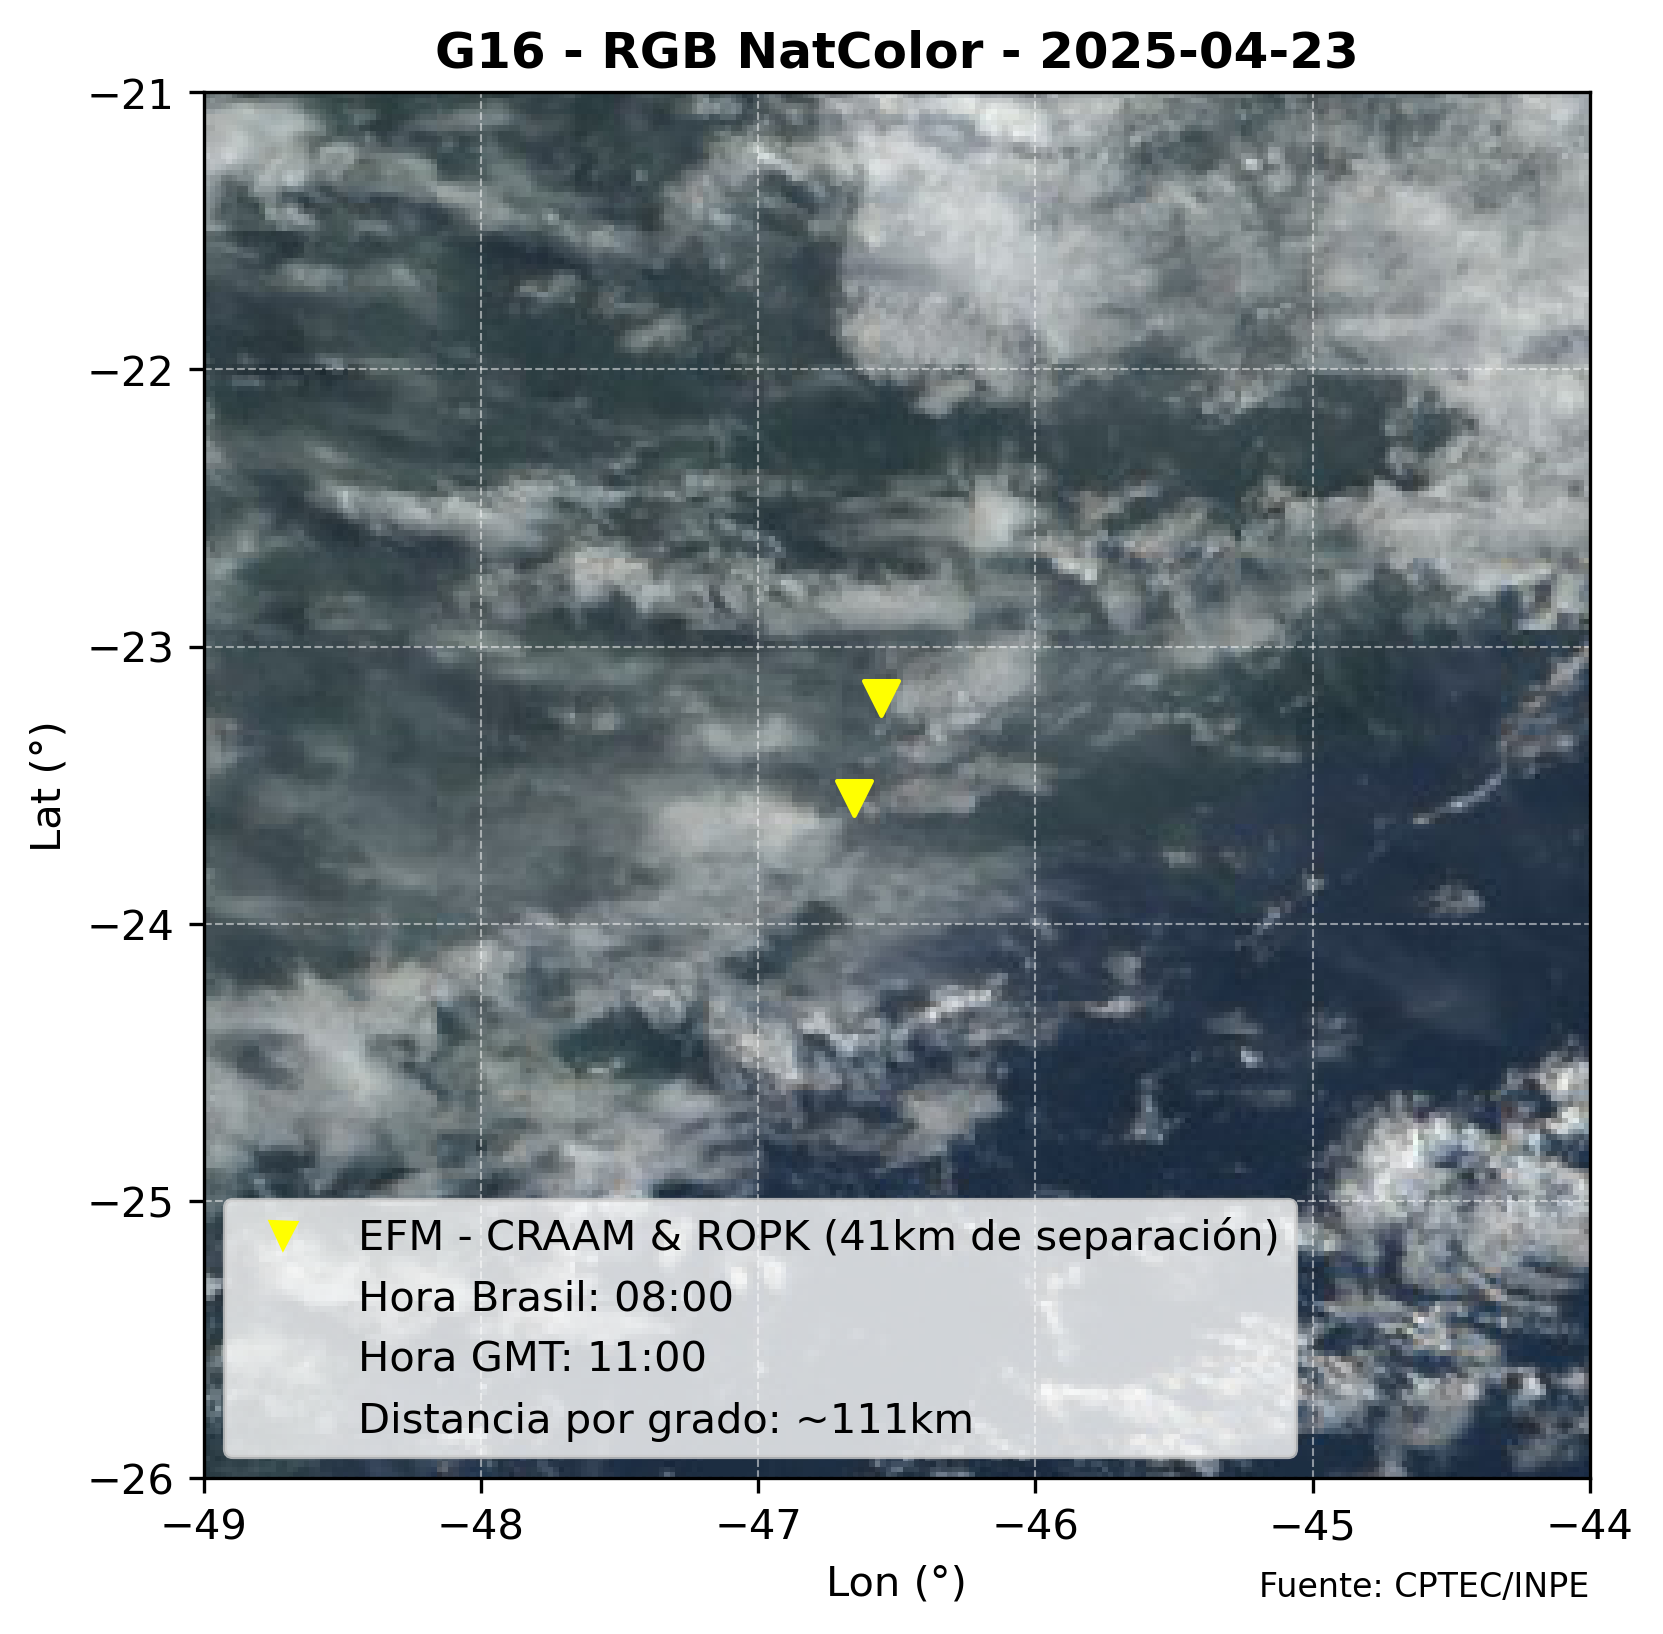 G16 - RGB NatColor - 2025-04-23
−21
−22
−23
−24
−25
−26
Lat (°)
EFM - CRAAM & ROPK (41km de separación)
Hora Brasil: 08:00
Hora GMT: 11:00
Distancia por grado: ~111km
−49 −48 −47 −46 −45 −44
Lon (°)
Fuente: CPTEC/INPE